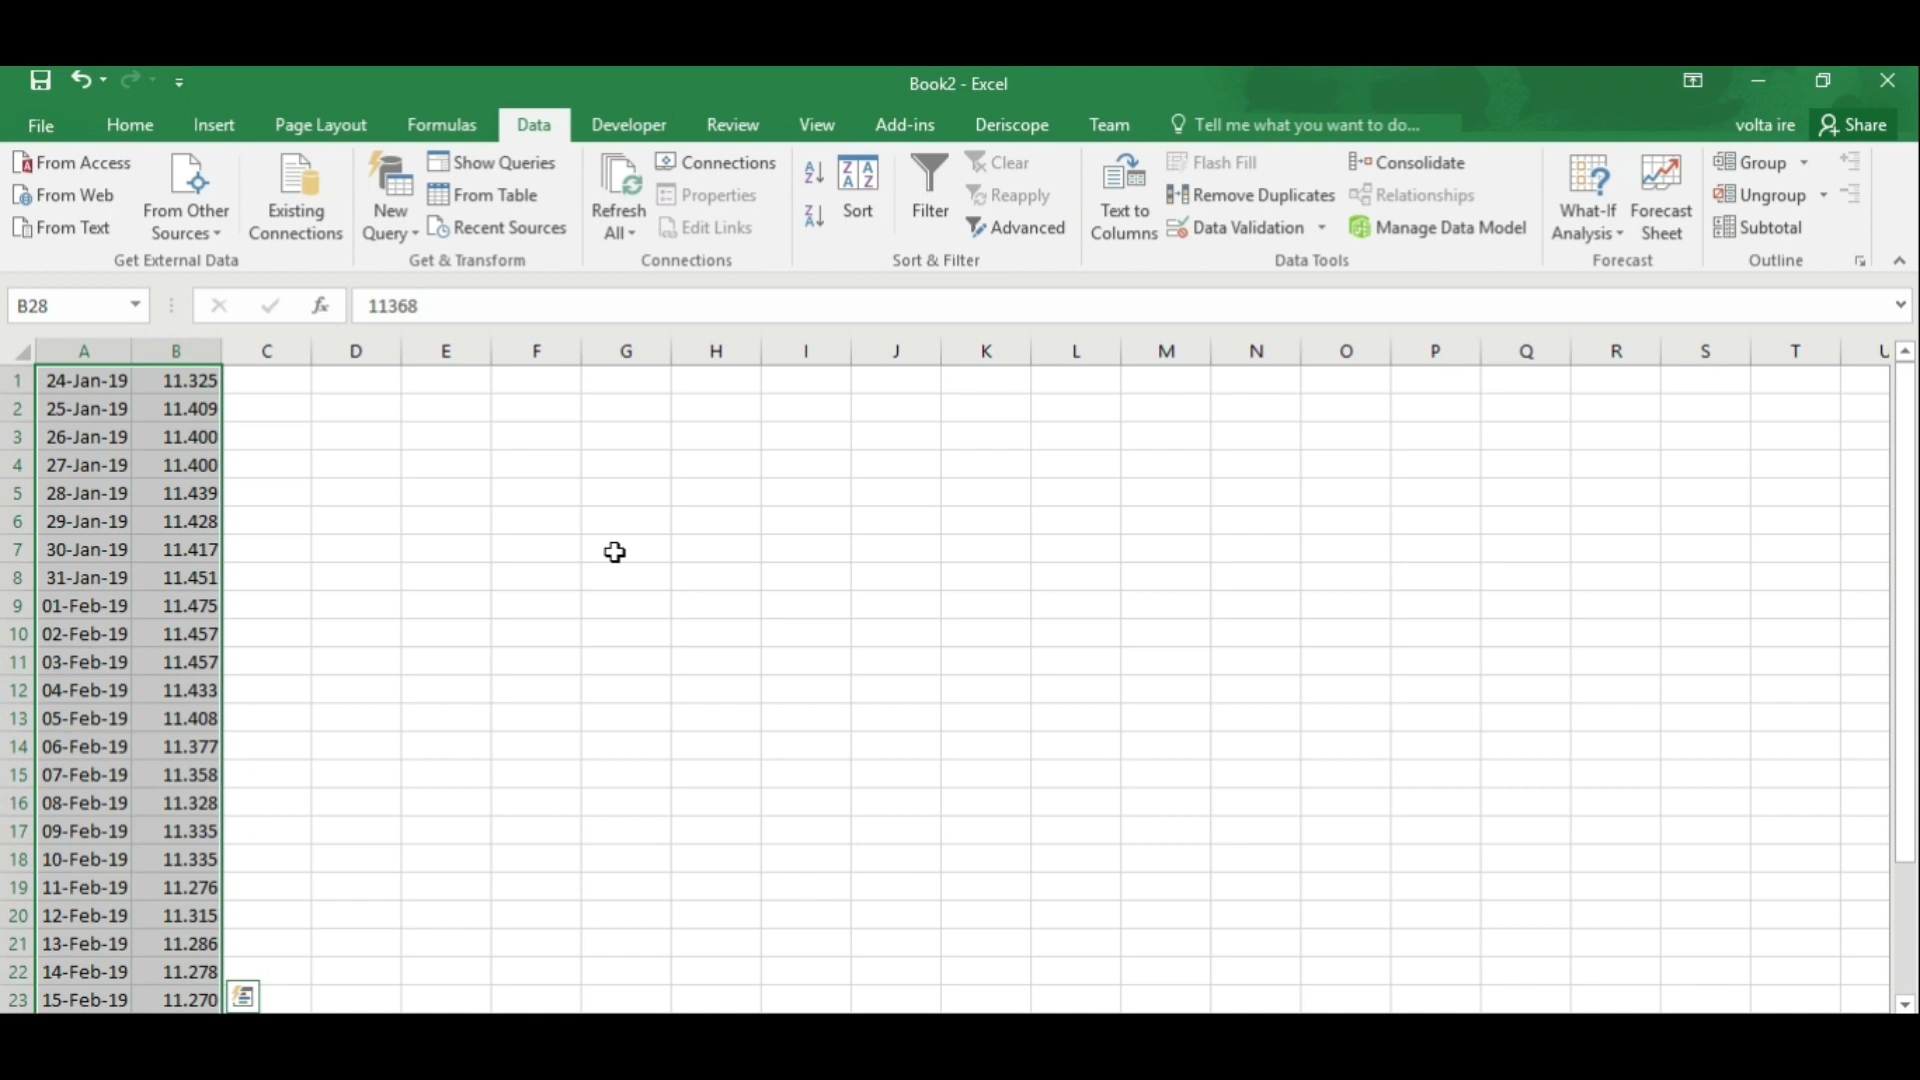 Book2 - Excel
File Home Insert Page Layout Formulas Data Developer Review View Add-ins Deriscope Team Tell me what you want to do... volta ire Share
From Access
From Web
From Text
From Other
Sources
Existing
Connections
Get External Data
New
Query
Show Queries
From Table
Recent Sources
Get & Transform
Refresh
All
Connections
Properties
Edit Links
Connections
Sort
Filter
Clear
Reapply
Advanced
Sort & Filter
Text to
Columns
Flash Fill
Remove Duplicates
Data Validation
Consolidate
Relationships
Manage Data Model
Data Tools
What-If
Analysis
Forecast
Sheet
Forecast
Group
Ungroup
Subtotal
Outline
B28 fx 11368
A B C D E F G H I J K L M N O P Q R S T U
1 24-Jan-19 11.325
2 25-Jan-19 11.409
3 26-Jan-19 11.400
4 27-Jan-19 11.400
5 28-Jan-19 11.439
6 29-Jan-19 11.428
7 30-Jan-19 11.417
8 31-Jan-19 11.451
9 01-Feb-19 11.475
10 02-Feb-19 11.457
11 03-Feb-19 11.457
12 04-Feb-19 11.433
13 05-Feb-19 11.408
14 06-Feb-19 11.377
15 07-Feb-19 11.358
16 08-Feb-19 11.328
17 09-Feb-19 11.335
18 10-Feb-19 11.335
19 11-Feb-19 11.276
20 12-Feb-19 11.315
21 13-Feb-19 11.286
22 14-Feb-19 11.278
23 15-Feb-19 11.270